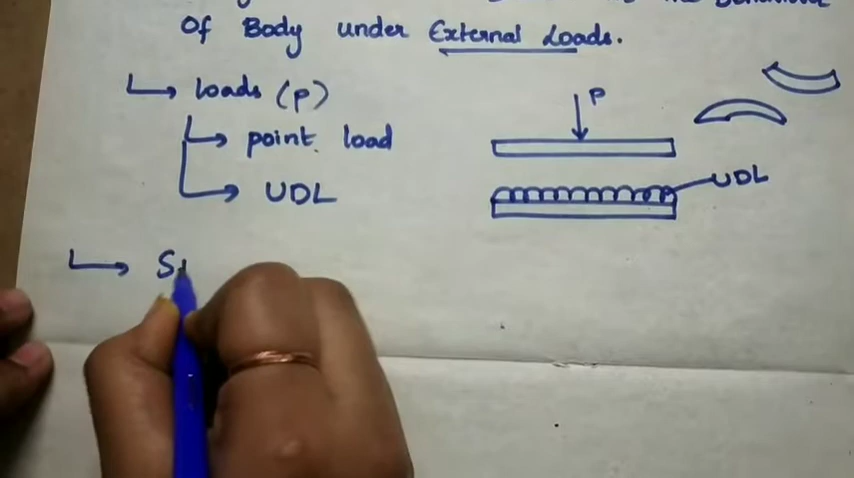 Of Body under External Loads.
loads (P)
point load
UDL
P
UDL